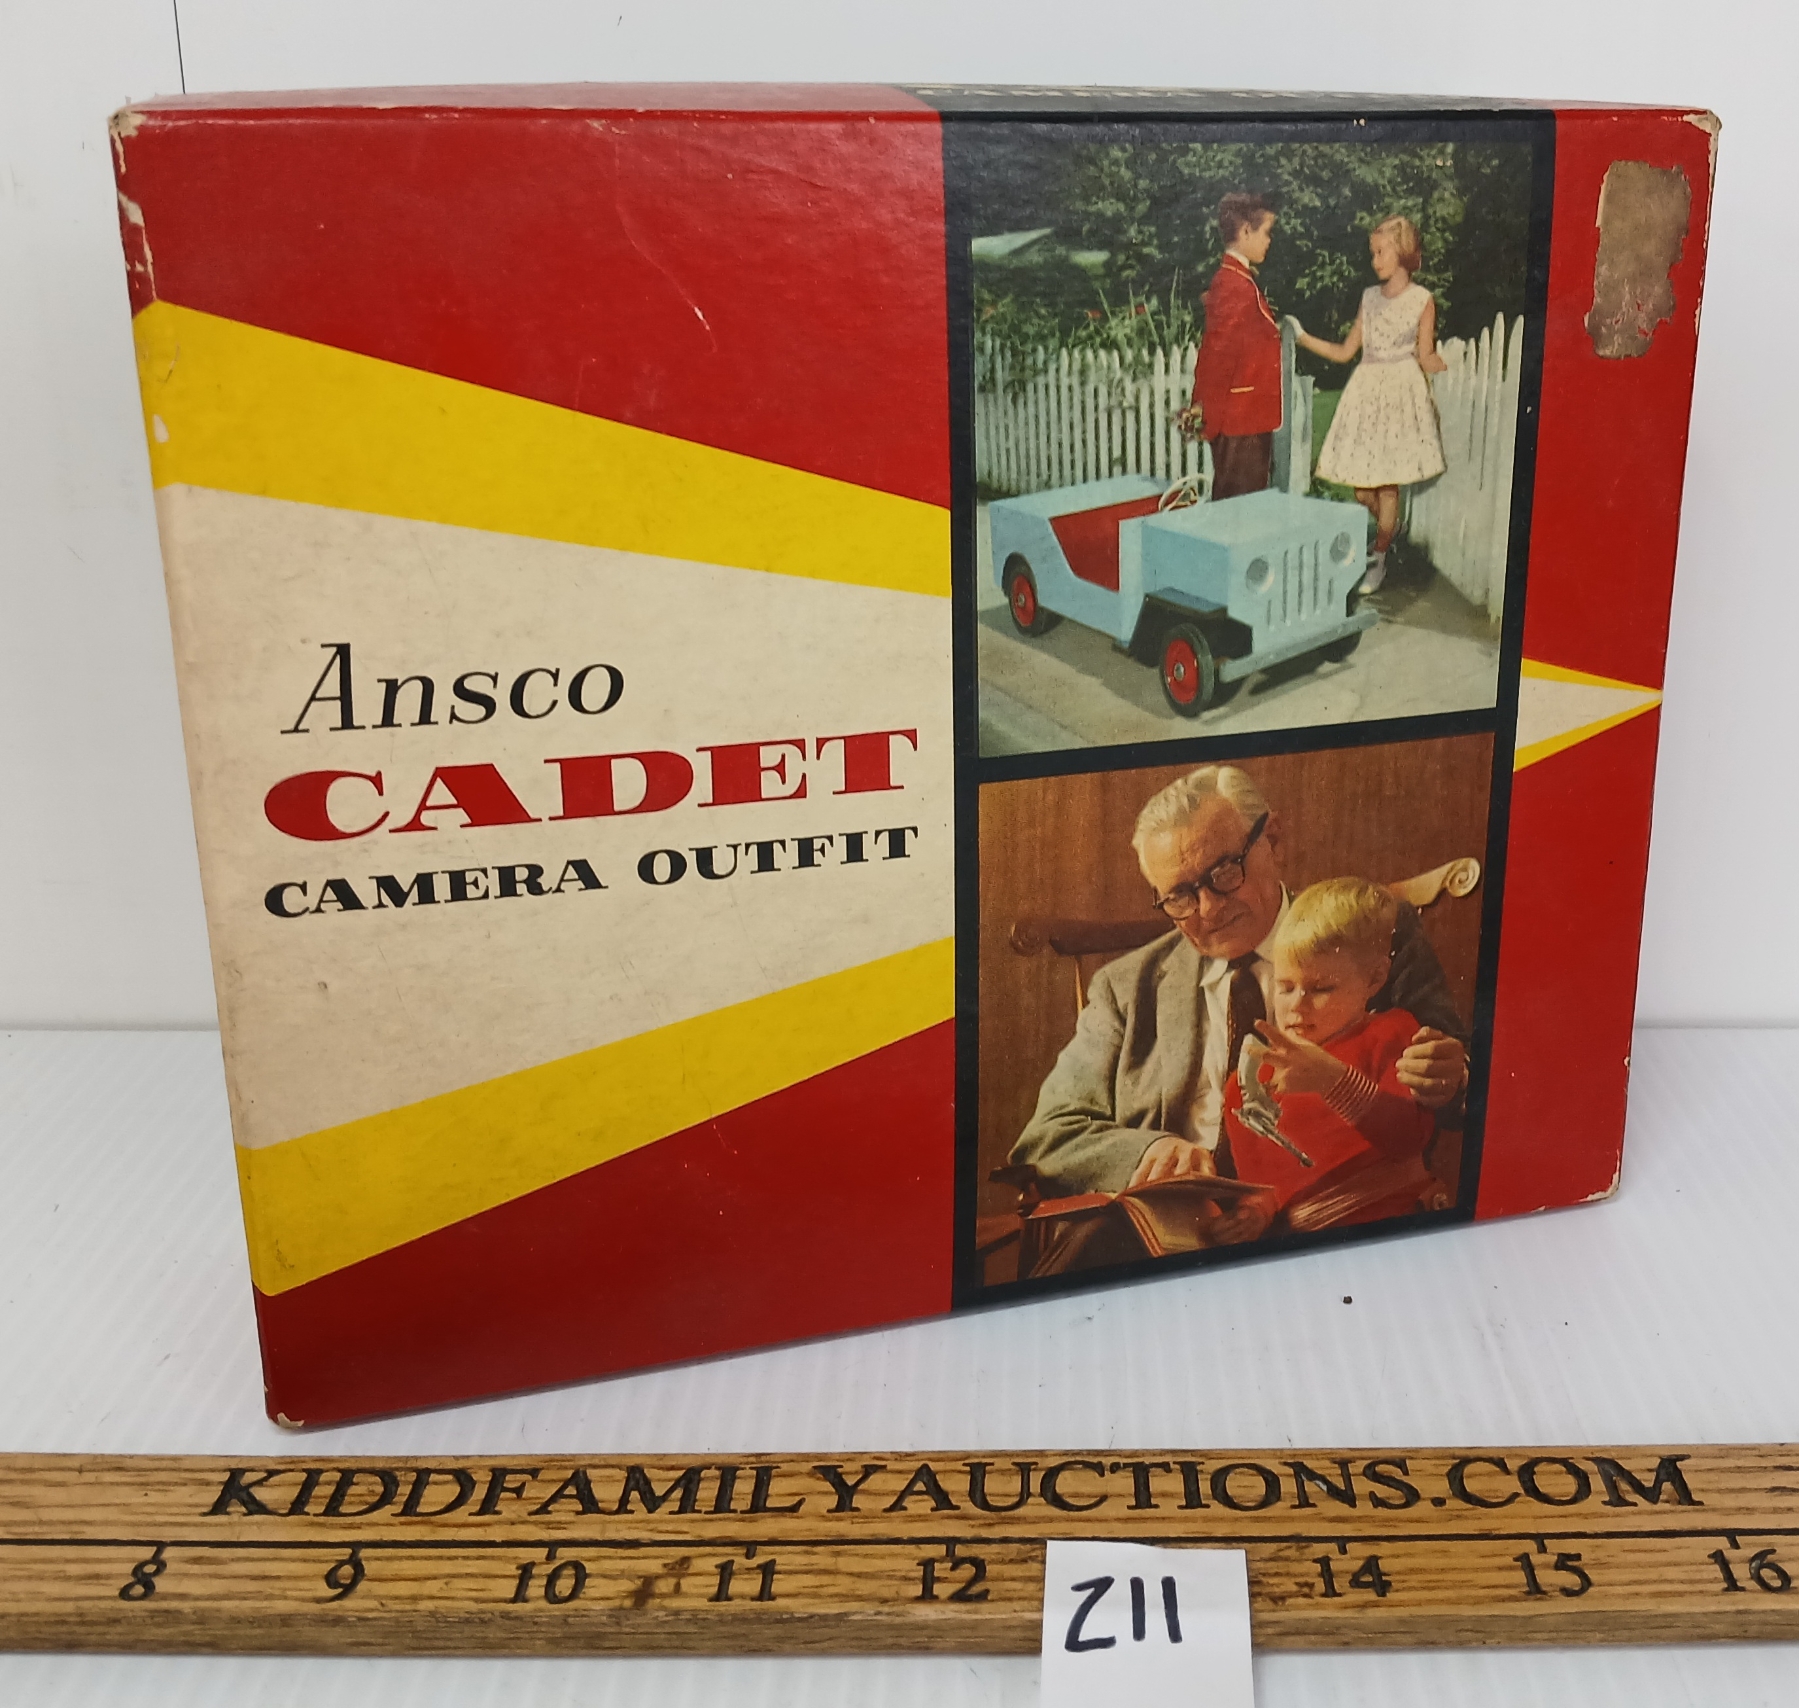 Ansco
CADET
CAMERA OUTFIT
KIDDFAMILYAUCTIONS.COM
8 9 10 11 12 14 15 16
211